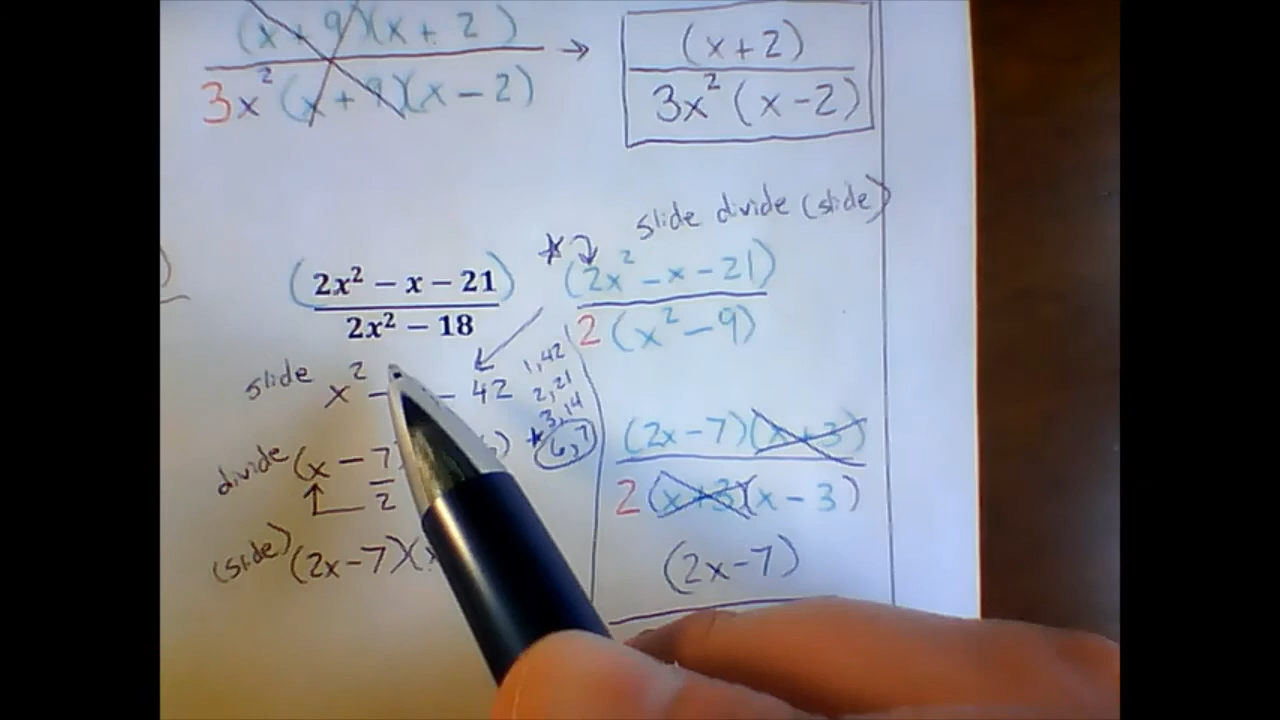 (x + 9)(x + 2)
3x² (x + 9)(x − 2)
→
(x + 2)
3x² (x − 2)
slide divide (slide)
(2x² − x − 21)
2x² − 18
* (2x² − x − 21)
2 (x² − 9)
slide x² − − 42
1, 42
2, 21
3, 14
* 6, 7
divide (x − 7
2
(slide) (2x − 7)(x
(2x − 7)(x + 3)
2 (x + 3)(x − 3)
(2x − 7)